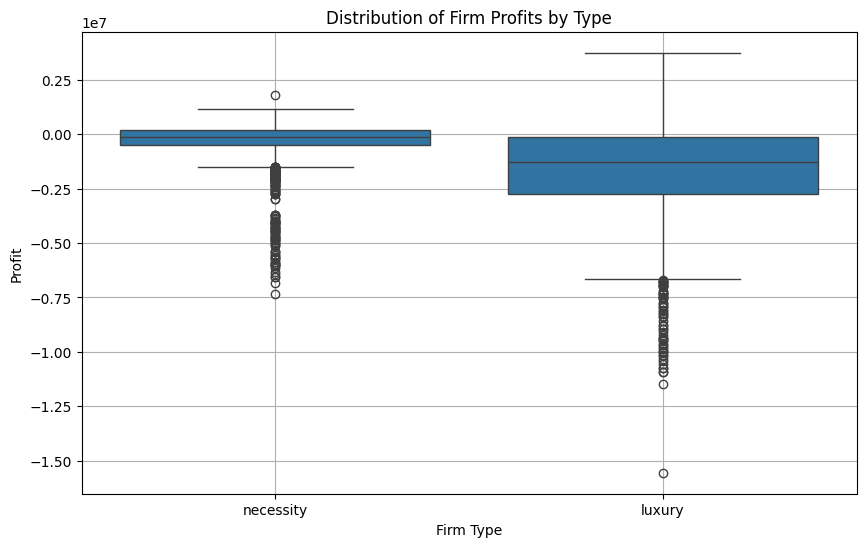 Distribution of Firm Profits by Type
1e7
0.25
0.00
−0.25
−0.50
−0.75
−1.00
−1.25
−1.50
Profit
necessity
luxury
Firm Type